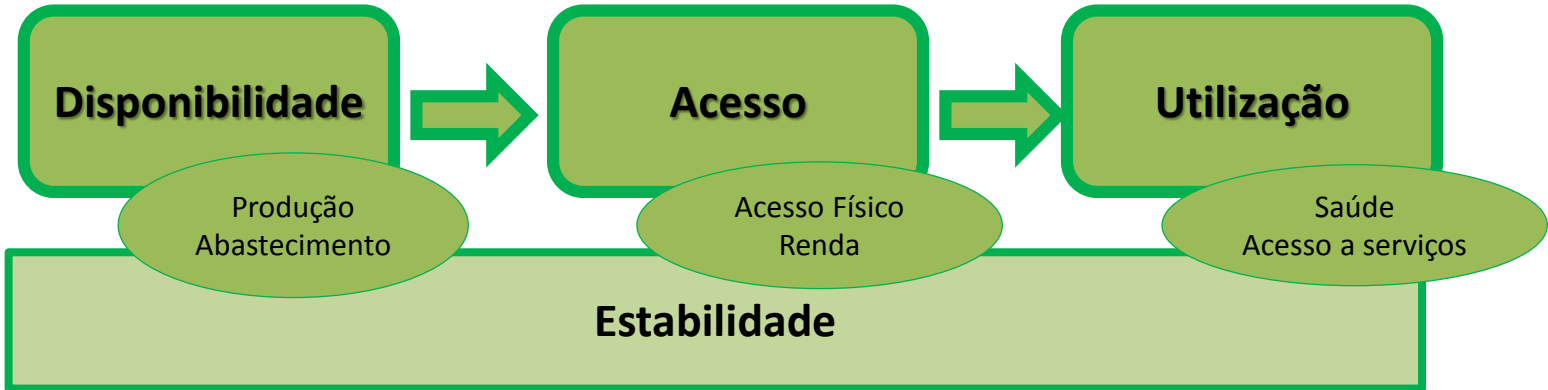 Disponibilidade
Acesso
Utilização
Produção
Abastecimento
Acesso Físico
Renda
Saúde
Acesso a serviços
Estabilidade